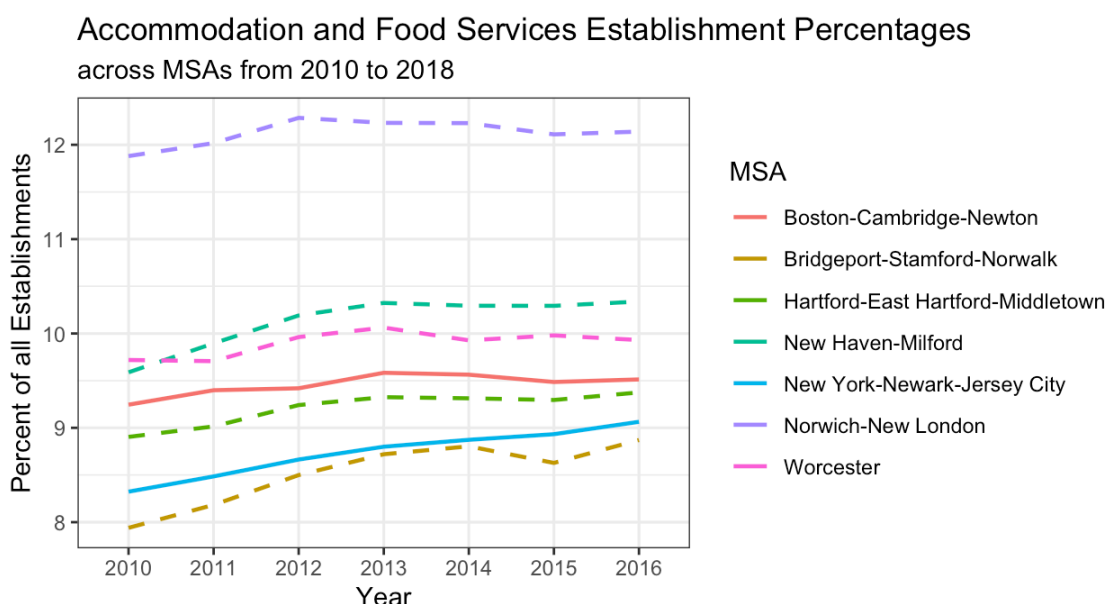 Accommodation and Food Services Establishment Percentages
across MSAs from 2010 to 2018
Percent of all Establishments
12
11
10
9
8
2010 2011 2012 2013 2014 2015 2016
Year
MSA
Boston-Cambridge-Newton
Bridgeport-Stamford-Norwalk
Hartford-East Hartford-Middletown
New Haven-Milford
New York-Newark-Jersey City
Norwich-New London
Worcester